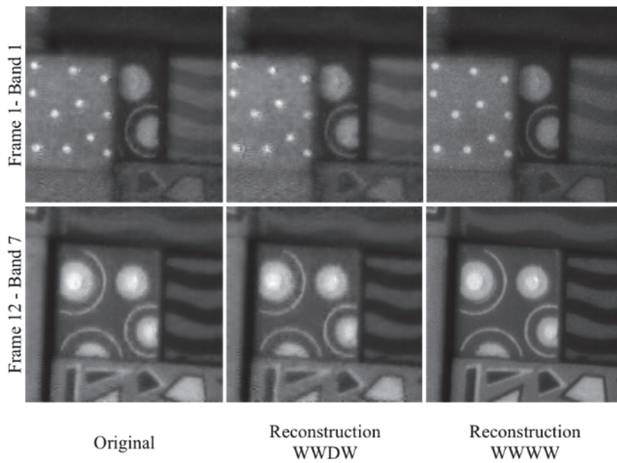 Frame 1- Band 1
Frame 12 - Band 7
Original
Reconstruction
WWDW
Reconstruction
WWWW